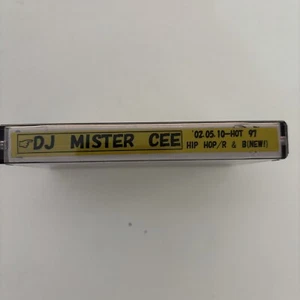 ☞DJ MISTER CEE
'02.05.10-HOT 97
HIP HOP/R & B(NEW!)